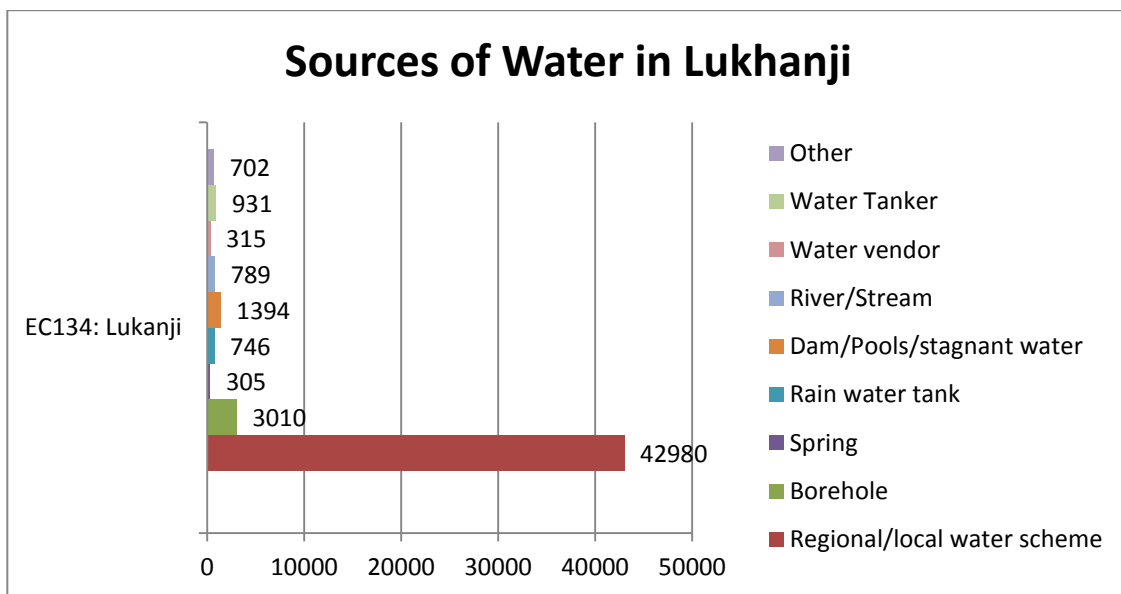 Sources of Water in Lukhanji
702
931
315
789
1394
746
305
3010
42980
EC134: Lukanji
0 10000 20000 30000 40000 50000
Other
Water Tanker
Water vendor
River/Stream
Dam/Pools/stagnant water
Rain water tank
Spring
Borehole
Regional/local water scheme